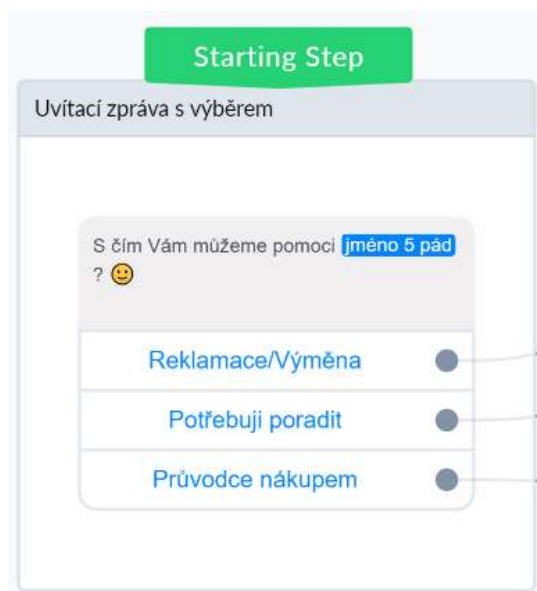 Starting Step
Uvítací zpráva s výběrem
S čím Vám můžeme pomoci jméno 5 pád
? 🙂
Reklamace/Výměna
Potřebuji poradit
Průvodce nákupem